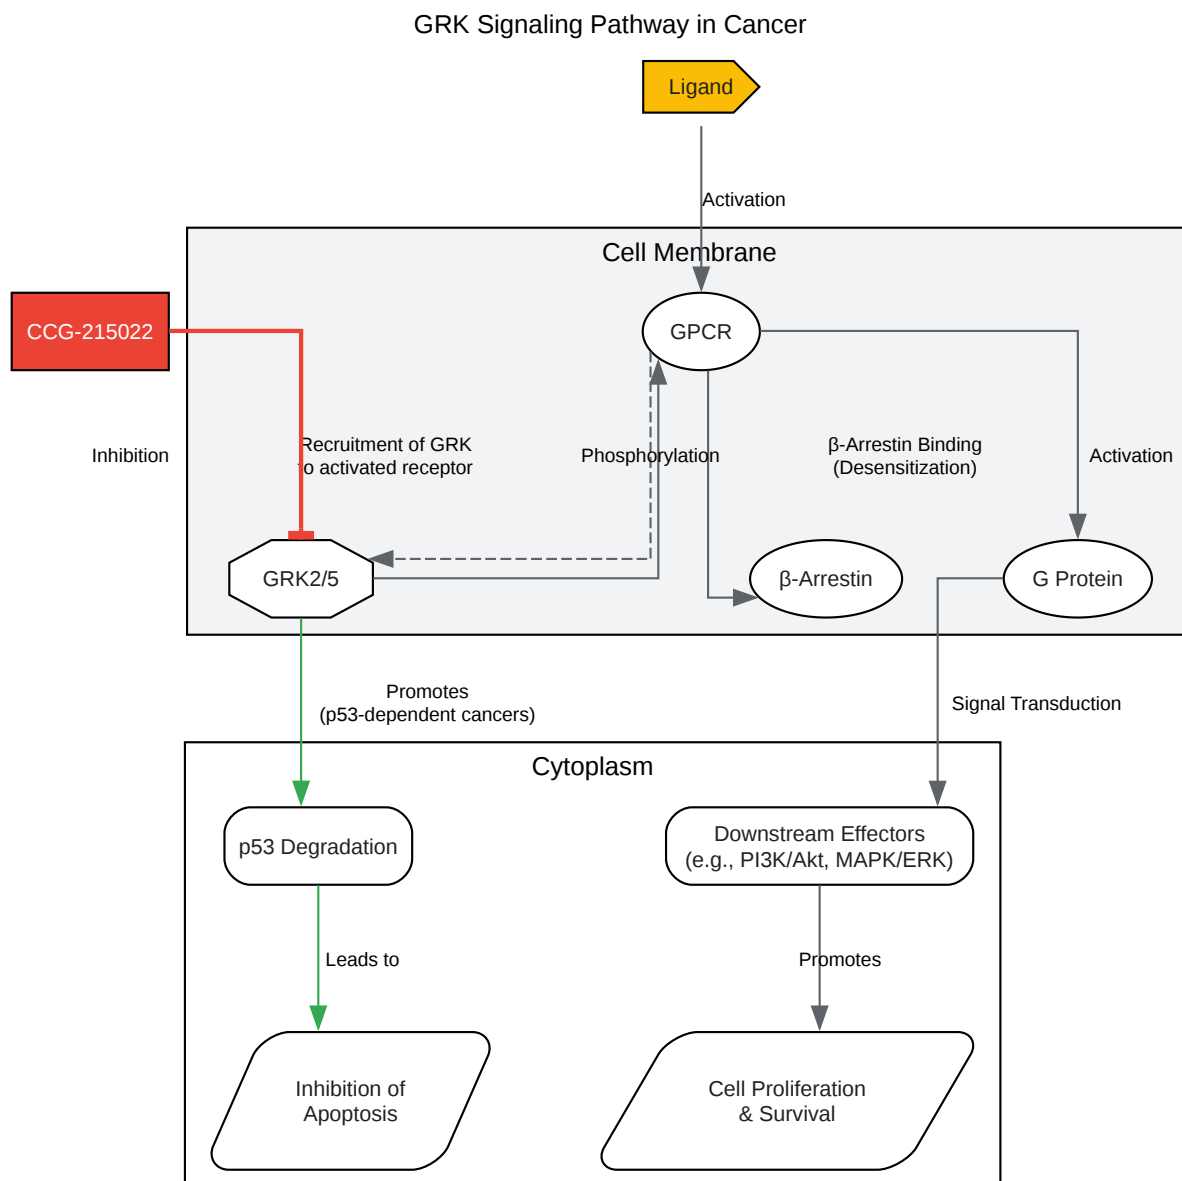 GRK Signaling Pathway in Cancer
Ligand
Activation
Cell Membrane
CCG-215022
GPCR
Inhibition
Recruitment of GRK
to activated receptor
Phosphorylation
β-Arrestin Binding
(Desensitization)
Activation
GRK2/5
β-Arrestin
G Protein
Promotes
(p53-dependent cancers)
Signal Transduction
Cytoplasm
p53 Degradation
Downstream Effectors
(e.g., PI3K/Akt, MAPK/ERK)
Leads to
Promotes
Inhibition of
Apoptosis
Cell Proliferation
& Survival